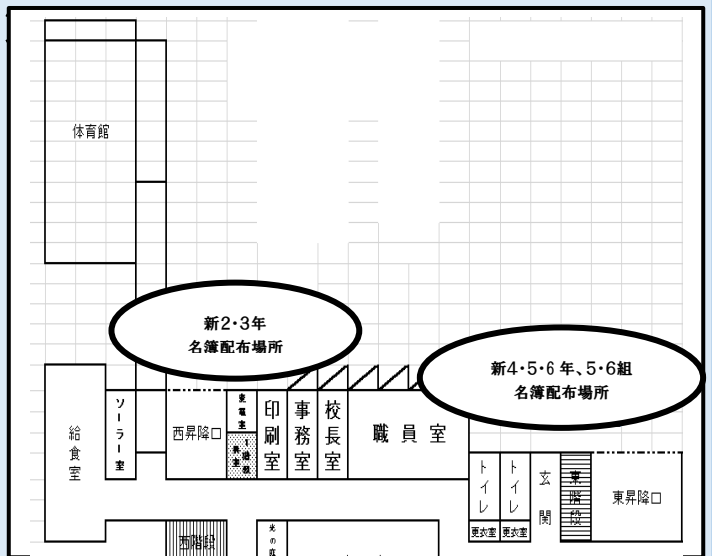 体育館
新2・3年
名簿配布場所
新4・5・6年、5・6組
名簿配布場所
給食室
ソーラー室
西昇降口
印刷室
事務室
校長室
職員室
トイレ
トイレ
玄関
東階段
東昇降口
更衣室
更衣室
西階段